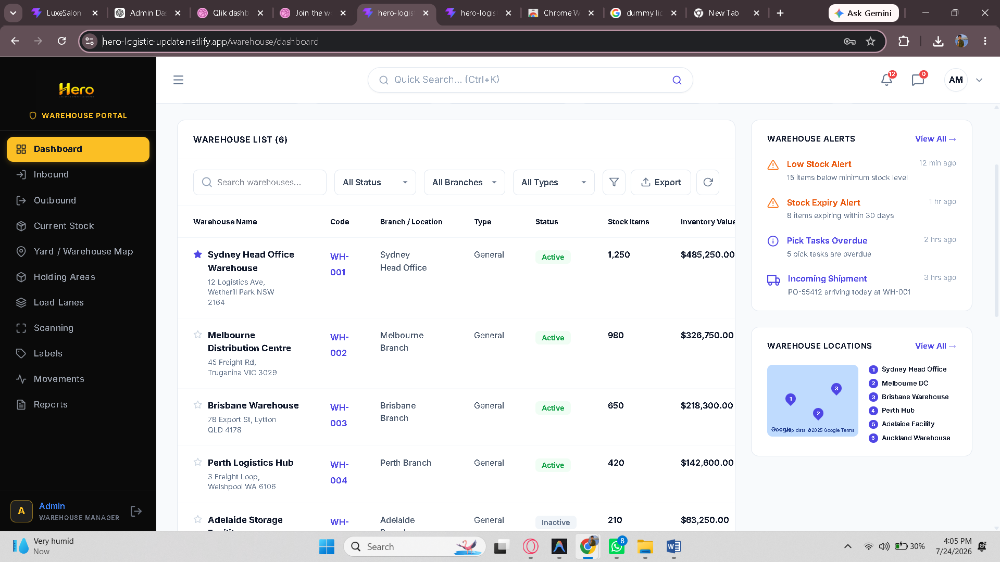 LuxeSalon
Admin Das
Qlik dashb
Join the we
hero-logist
hero-logist
Chrome W
dummy lic
New Tab
Ask Gemini
hero-logistic-update.netlify.app/warehouse/dashboard
Hero
WAREHOUSE PORTAL
Dashboard
Inbound
Outbound
Current Stock
Yard / Warehouse Map
Holding Areas
Load Lanes
Scanning
Labels
Movements
Reports
A
Admin
WAREHOUSE MANAGER
Quick Search... (Ctrl+K)
12
0
AM
WAREHOUSE LIST (6)
Search warehouses...
All Status
All Branches
All Types
Export
Warehouse Name Code Branch / Location Type Status Stock Items Inventory Value
Sydney Head Office WH- Sydney General Active 1,250 $485,250.00
Warehouse 001 Head Office
12 Logistics Ave,
Wetherill Park NSW
2164
Melbourne WH- Melbourne General Active 980 $326,750.00
Distribution Centre 002 Branch
45 Freight Rd,
Truganina VIC 3029
Brisbane Warehouse WH- Brisbane General Active 650 $218,300.00
78 Export St, Lytton 003 Branch
QLD 4178
Perth Logistics Hub WH- Perth Branch General Active 420 $142,600.00
3 Freight Loop, 004
Welshpool WA 6106
Adelaide Storage WH- Adelaide General Inactive 210 $63,250.00
WAREHOUSE ALERTS View All →
Low Stock Alert 12 min ago
15 items below minimum stock level
Stock Expiry Alert 1 hr ago
8 items expiring within 30 days
Pick Tasks Overdue 2 hrs ago
5 pick tasks are overdue
Incoming Shipment 3 hrs ago
PO-55412 arriving today at WH-001
WAREHOUSE LOCATIONS View All →
1
2
3
Google
Map data ©2025 Google Terms
1 Sydney Head Office
2 Melbourne DC
3 Brisbane Warehouse
4 Perth Hub
5 Adelaide Facility
6 Auckland Warehouse
Very humid
Now
Search
8
30%
4:05 PM
7/24/2026